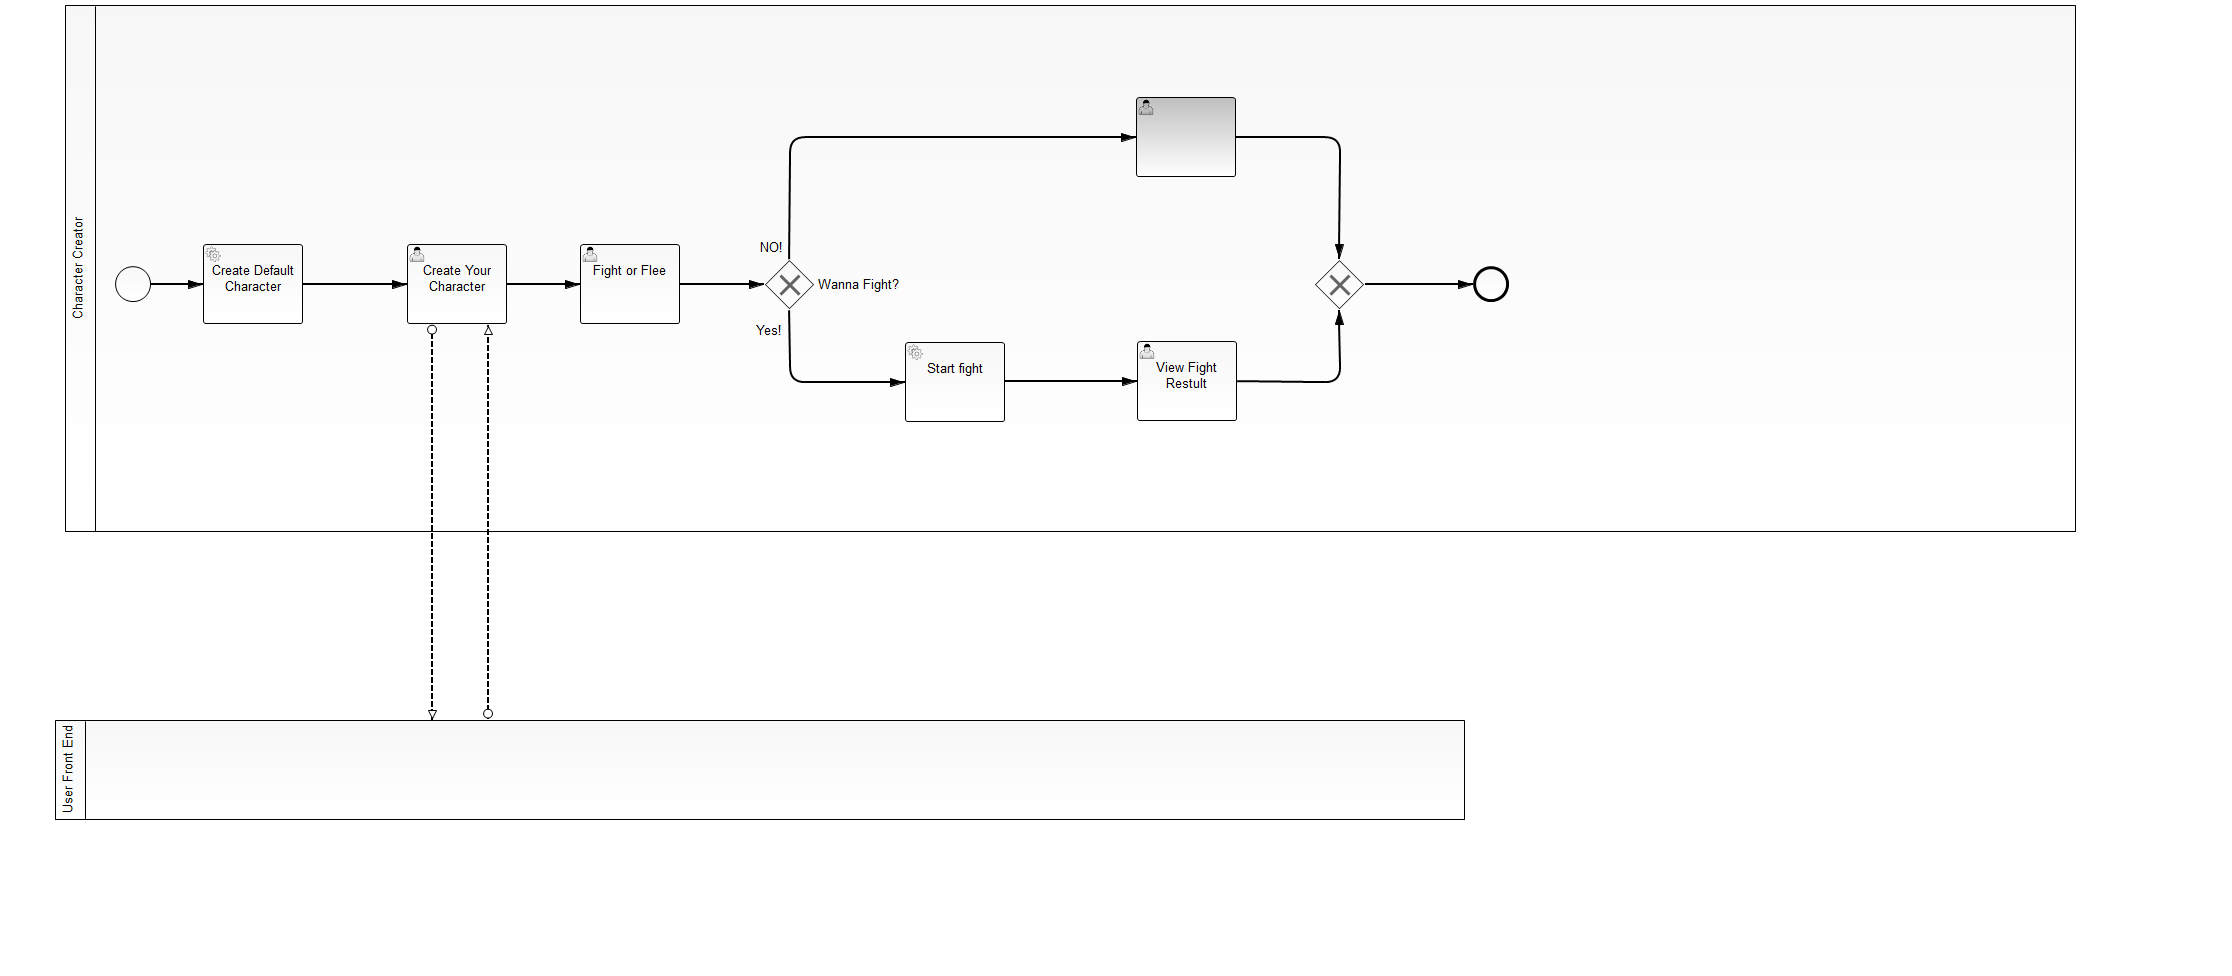 Character Creator
Create Default
Character
Create Your
Character
Fight or Flee
NO!
Wanna Fight?
Yes!
Start fight
View Fight
Restult
User Front End